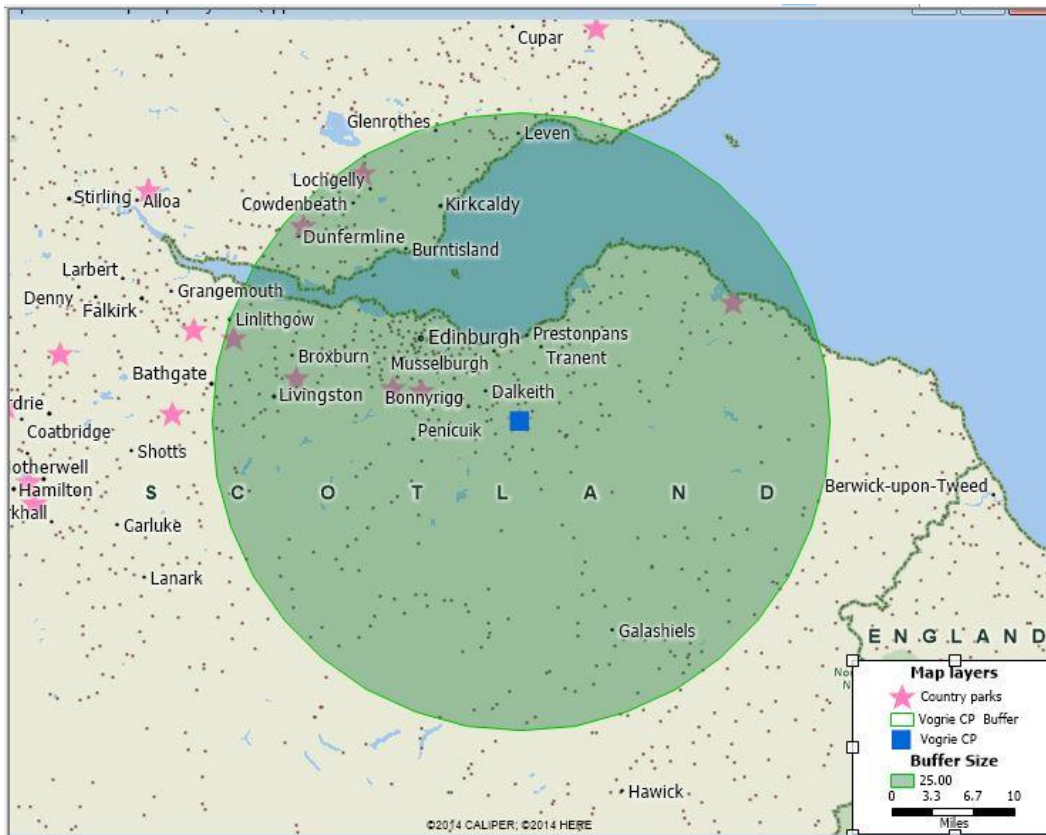 Cupar
Glenrothes
Leven
Lochgelly
Stirling
Alloa
Cowdenbeath
Kirkcaldy
Dunfermline
Burntisland
Larbert
Grangemouth
Denny
Falkirk
Linlithgow
Edinburgh
Prestonpans
Broxburn
Musselburgh
Tranent
Bathgate
Livingston
Bonnyrigg
Dalkeith
drie
Coatbridge
Penicuik
Shotts
otherwell
Hamilton
S C O T L A N D
Berwick-upon-Tweed
rkhall
Carluke
Lanark
Galashiels
E N G L A N D
Map layers
Country parks
Vogrie CP Buffer
Vogrie CP
Buffer Size
25.00
0 3.3 6.7 10
Miles
Hawick
©2014 CALIPER; ©2014 HERE